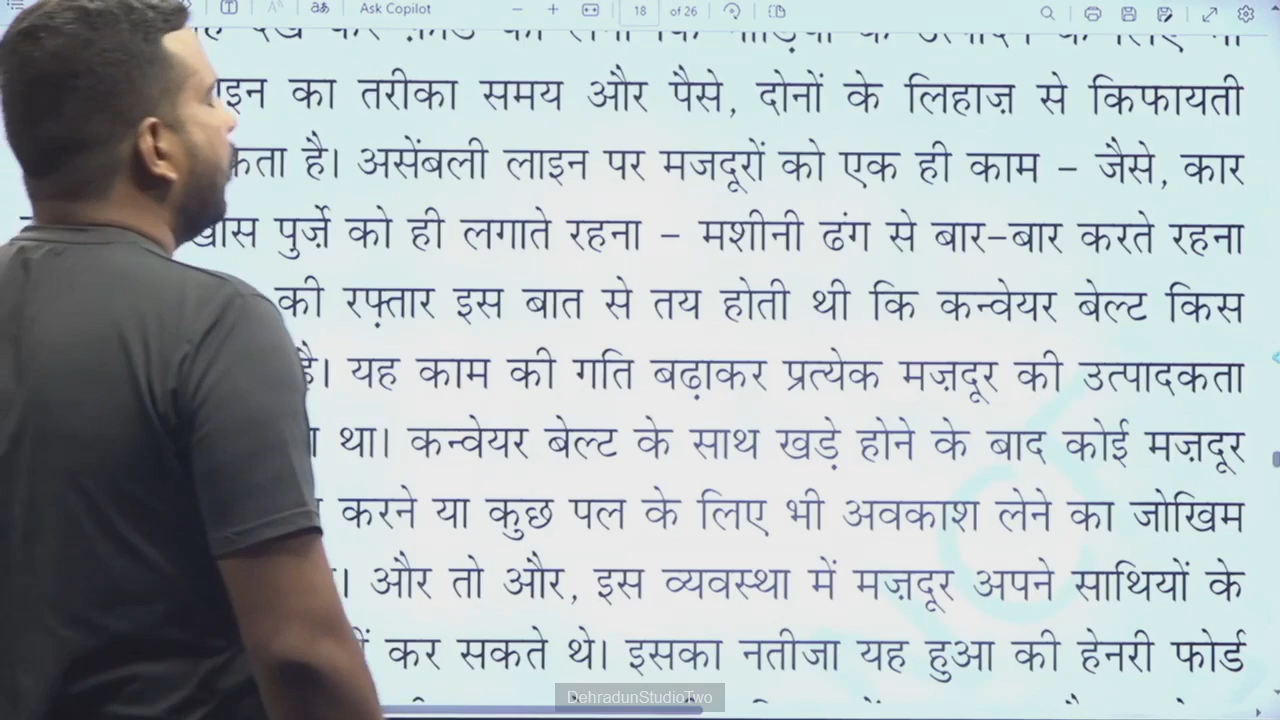 Ask Copilot
18 of 26
का तरीका समय और पैसे, दोनों के लिहाज़ से किफायती
है। असेंबली लाइन पर मजदूरों को एक ही काम – जैसे, कार
पुर्ज़े को ही लगाते रहना – मशीनी ढंग से बार-बार करते रहना
की रफ़्तार इस बात से तय होती थी कि कन्वेयर बेल्ट किस
है। यह काम की गति बढ़ाकर प्रत्येक मज़दूर की उत्पादकता
था। कन्वेयर बेल्ट के साथ खड़े होने के बाद कोई मज़दूर
करने या कुछ पल के लिए भी अवकाश लेने का जोखिम
। और तो और, इस व्यवस्था में मज़दूर अपने साथियों के
कर सकते थे। इसका नतीजा यह हुआ की हेनरी फोर्ड
DehradunStudioTwo